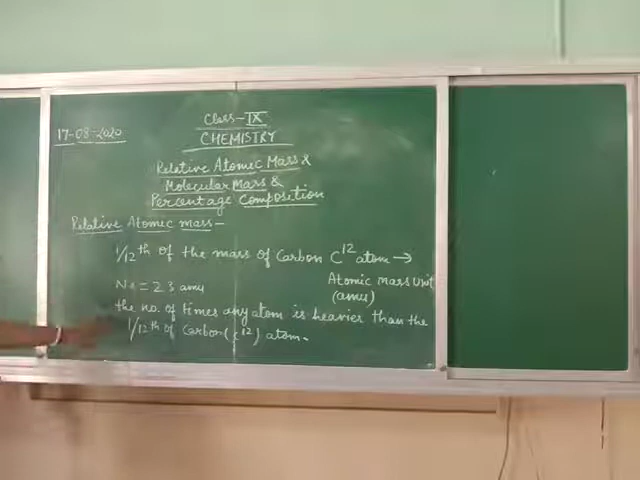 Class-IX
17-08-2020
CHEMISTRY
Relative Atomic Mass &
Molecular Mass &
Percentage Composition
Relative Atomic mass-
1/12th of the mass of Carbon C12 atom →
Atomic Mass Unit
(amu)
Na = 23 amu
the no. of times any atom is heavier than the
1/12th of Carbon (C12) atom.